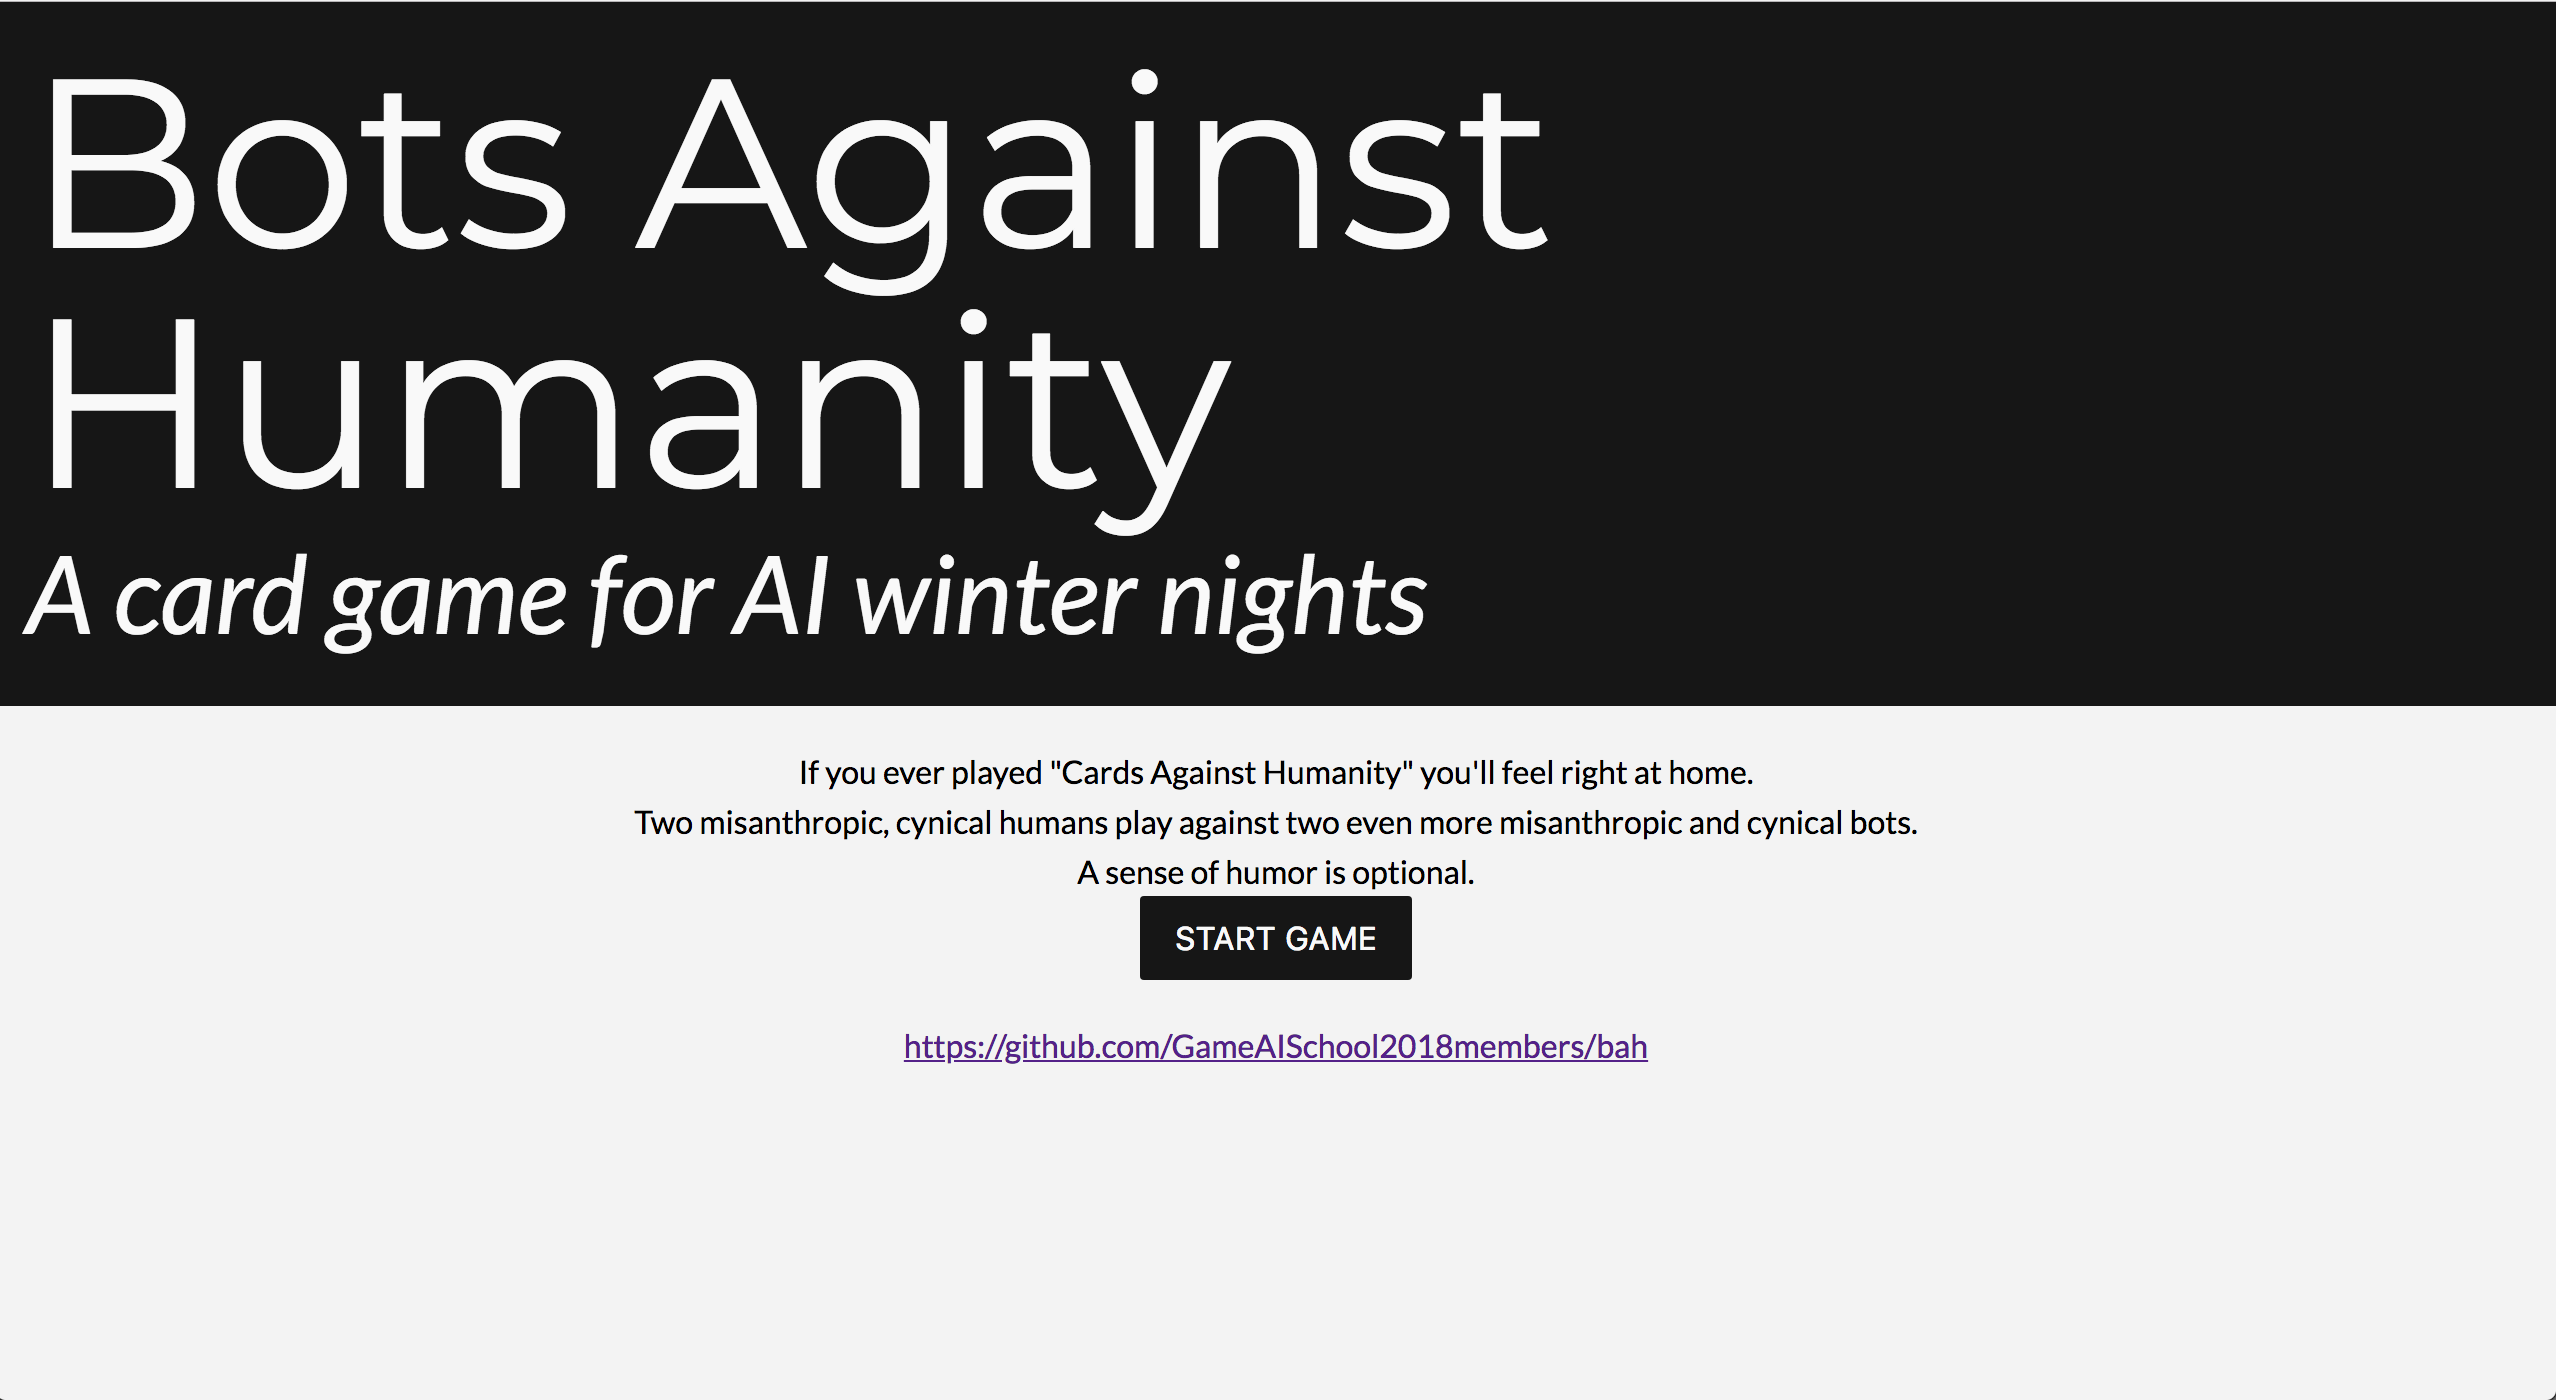 Bots Against
Humanity
A card game for AI winter nights
If you ever played "Cards Against Humanity" you'll feel right at home.
Two misanthropic, cynical humans play against two even more misanthropic and cynical bots.
A sense of humor is optional.
START GAME
https://github.com/GameAISchool2018members/bah